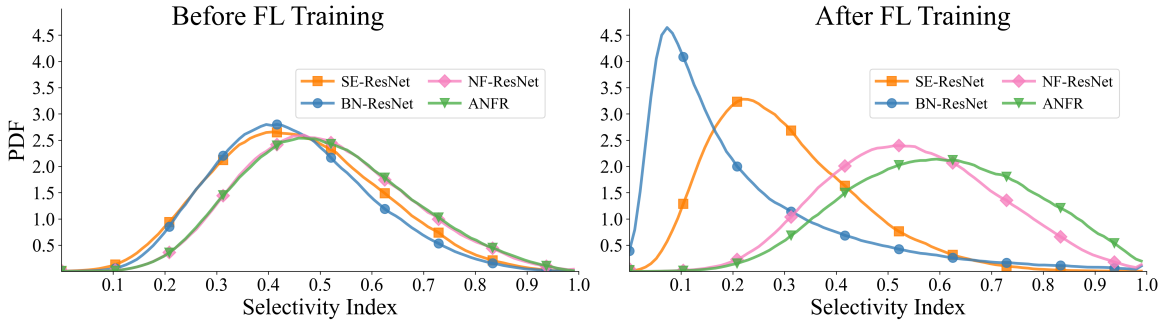 Before FL Training
PDF
4.5
4.0
3.5
3.0
2.5
2.0
1.5
1.0
0.5
SE-ResNet
NF-ResNet
BN-ResNet
ANFR
0.1 0.2 0.3 0.4 0.5 0.6 0.7 0.8 0.9 1.0
Selectivity Index
After FL Training
4.5
4.0
3.5
3.0
2.5
2.0
1.5
1.0
0.5
SE-ResNet
NF-ResNet
BN-ResNet
ANFR
0.1 0.2 0.3 0.4 0.5 0.6 0.7 0.8 0.9 1.0
Selectivity Index